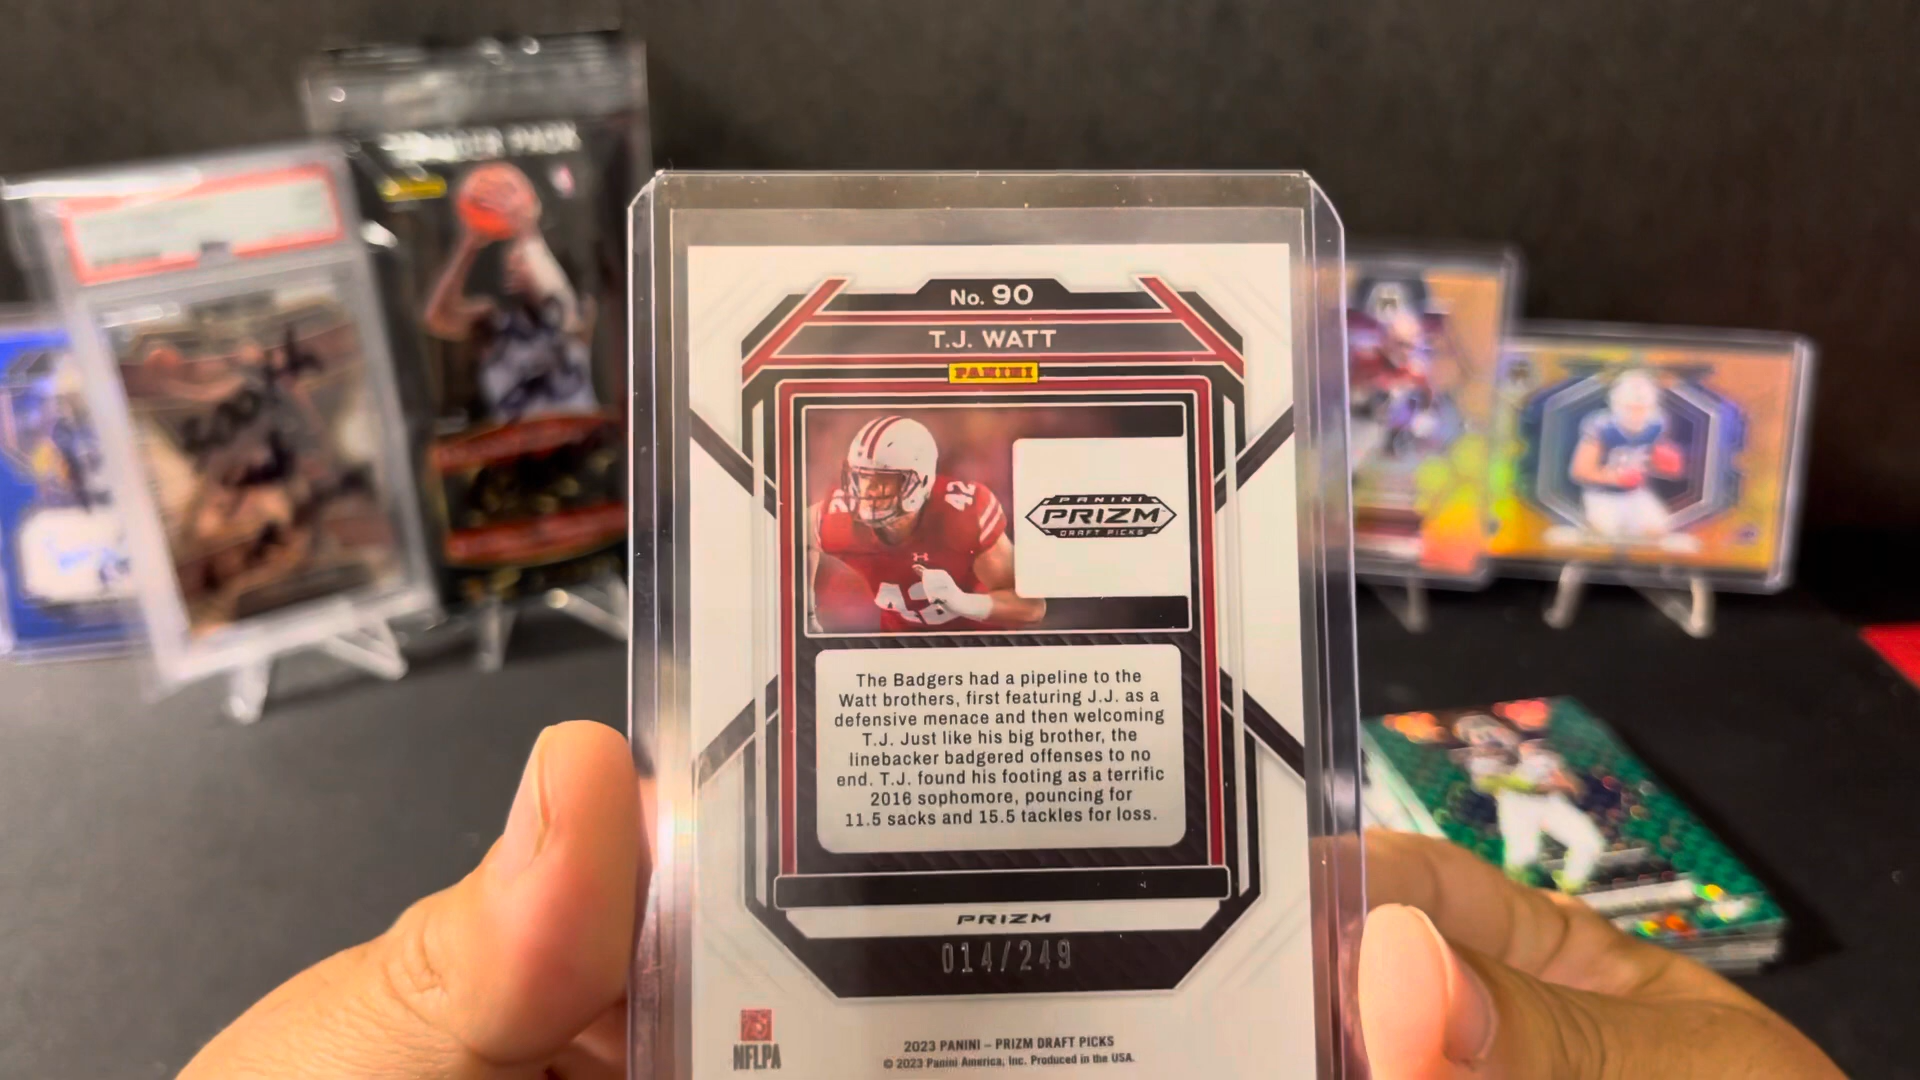 No. 90
T.J. WATT
PANINI
42
42
PANINI
PRIZM
DRAFT PICKS
The Badgers had a pipeline to the
Watt brothers, first featuring J.J. as a
defensive menace and then welcoming
T.J. Just like his big brother, the
linebacker badgered offenses to no
end. T.J. found his footing as a terrific
2016 sophomore, pouncing for
11.5 sacks and 15.5 tackles for loss.
PRIZM
014/249
NFLPA
2023 PANINI – PRIZM DRAFT PICKS
© 2023 Panini America, Inc. Produced in the USA.